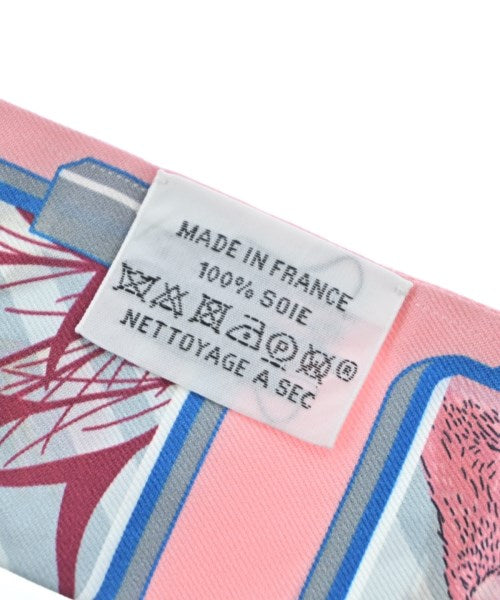 MADE IN FRANCE
100% SOIE
P ®
NETTOYAGE A SEC